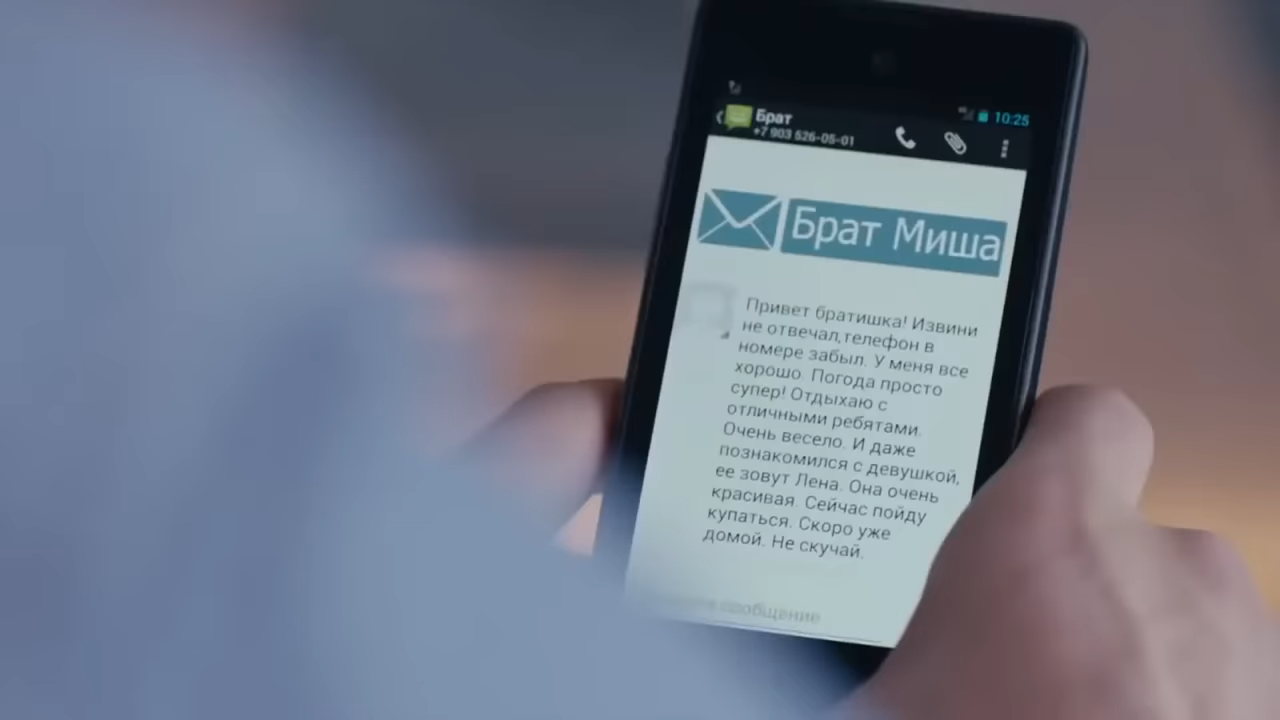 10:25
Брат
+7 903 526-05-01
Брат Миша
Привет братишка! Извини
не отвечал,телефон в
номере забыл. У меня все
хорошо. Погода просто
супер! Отдыхаю с
отличными ребятами.
Очень весело. И даже
познакомился с девушкой,
ее зовут Лена. Она очень
красивая. Сейчас пойду
купаться. Скоро уже
домой. Не скучай.
сообщение